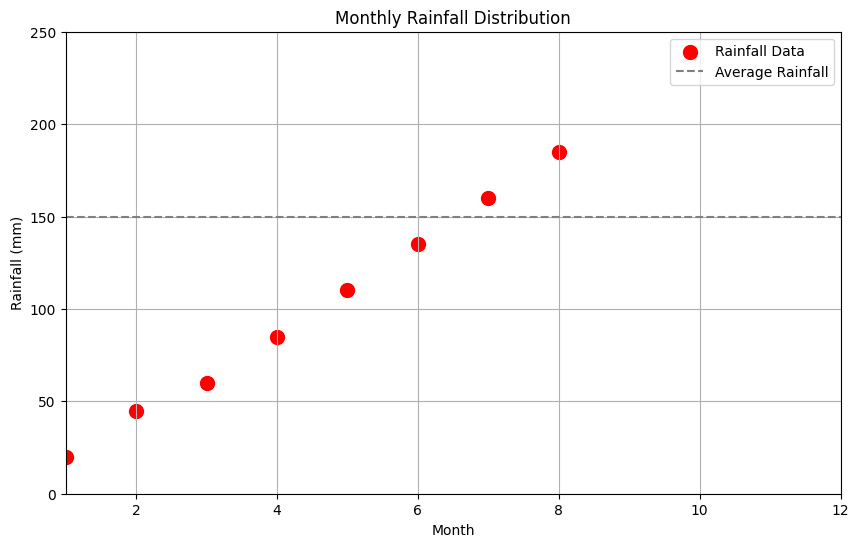 Monthly Rainfall Distribution
Rainfall Data
Average Rainfall
Rainfall (mm)
250
200
150
100
50
0
2 4 6 8 10 12
Month